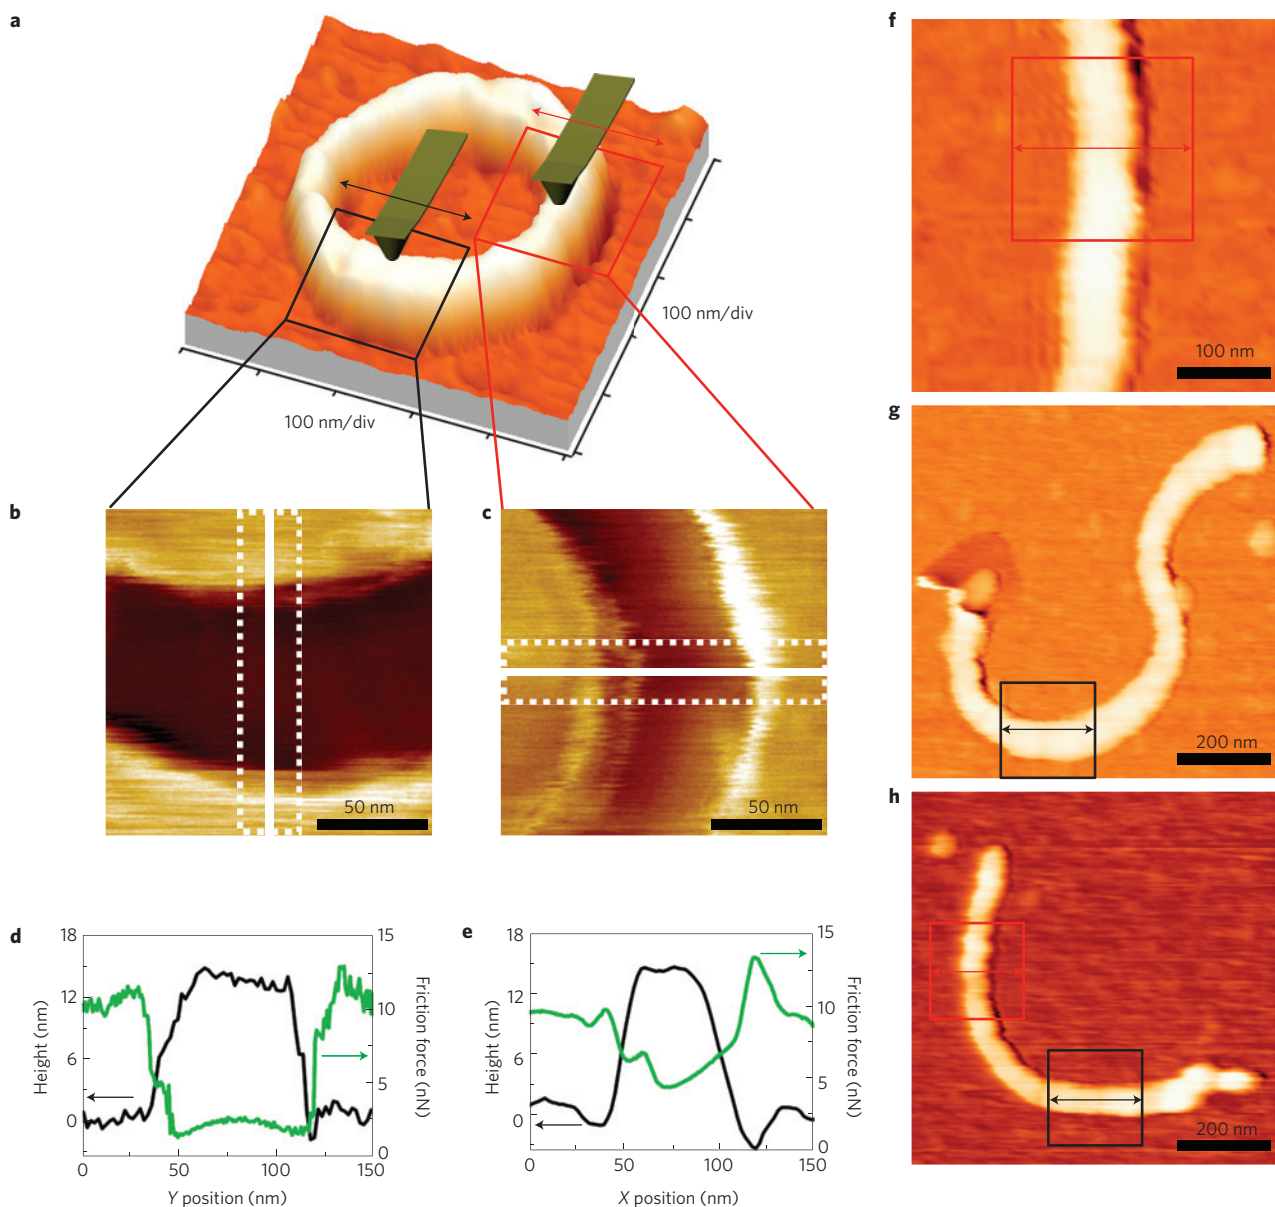 a
100 nm/div
100 nm/div
b
50 nm
c
50 nm
d
18
12
6
0
Height (nm)
15
10
5
0
Friction force (nN)
0
50
100
150
Y position (nm)
e
18
12
6
0
Height (nm)
15
10
5
0
Friction force (nN)
0
50
100
150
X position (nm)
f
100 nm
g
200 nm
h
200 nm